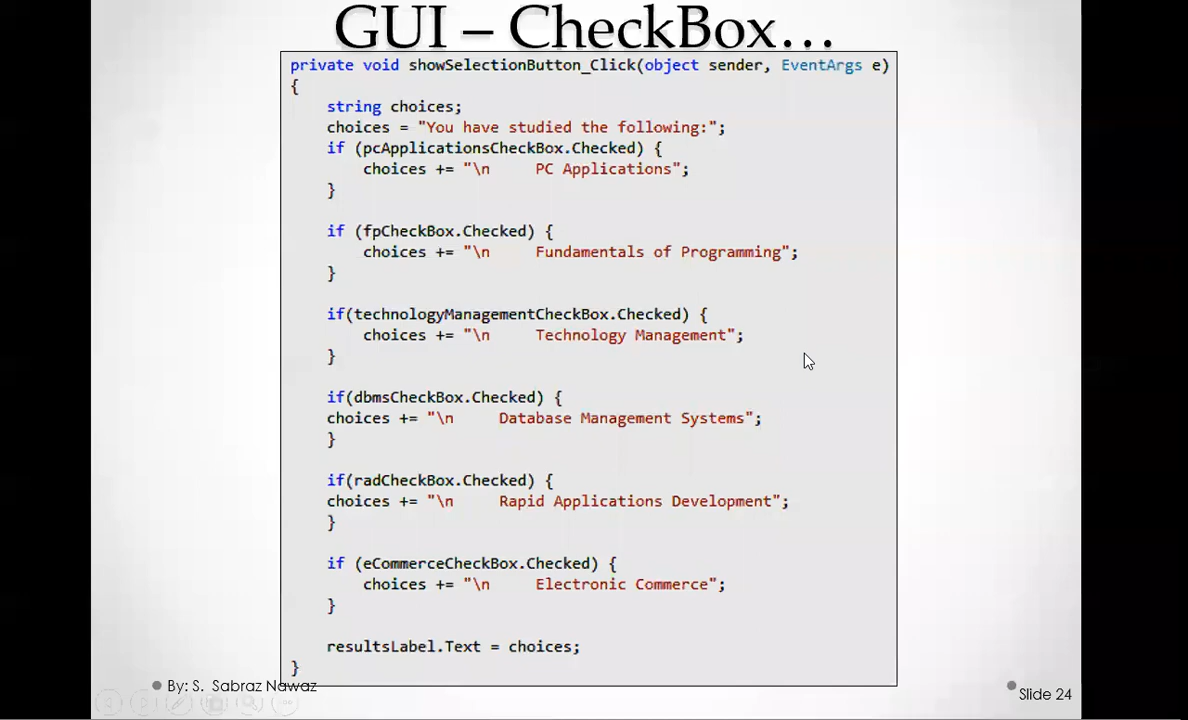 GUI – CheckBox…
private void showSelectionButton_Click(object sender, EventArgs e)
{
    string choices;
    choices = "You have studied the following:";
    if (pcApplicationsCheckBox.Checked) {
        choices += "\n     PC Applications";
    }

    if (fpCheckBox.Checked) {
        choices += "\n     Fundamentals of Programming";
    }

    if(technologyManagementCheckBox.Checked) {
        choices += "\n     Technology Management";
    }

    if(dbmsCheckBox.Checked) {
    choices += "\n     Database Management Systems";
    }

    if(radCheckBox.Checked) {
    choices += "\n     Rapid Applications Development";
    }

    if (eCommerceCheckBox.Checked) {
        choices += "\n     Electronic Commerce";
    }

    resultsLabel.Text = choices;
}
By: S. Sabraz Nawaz
Slide 24